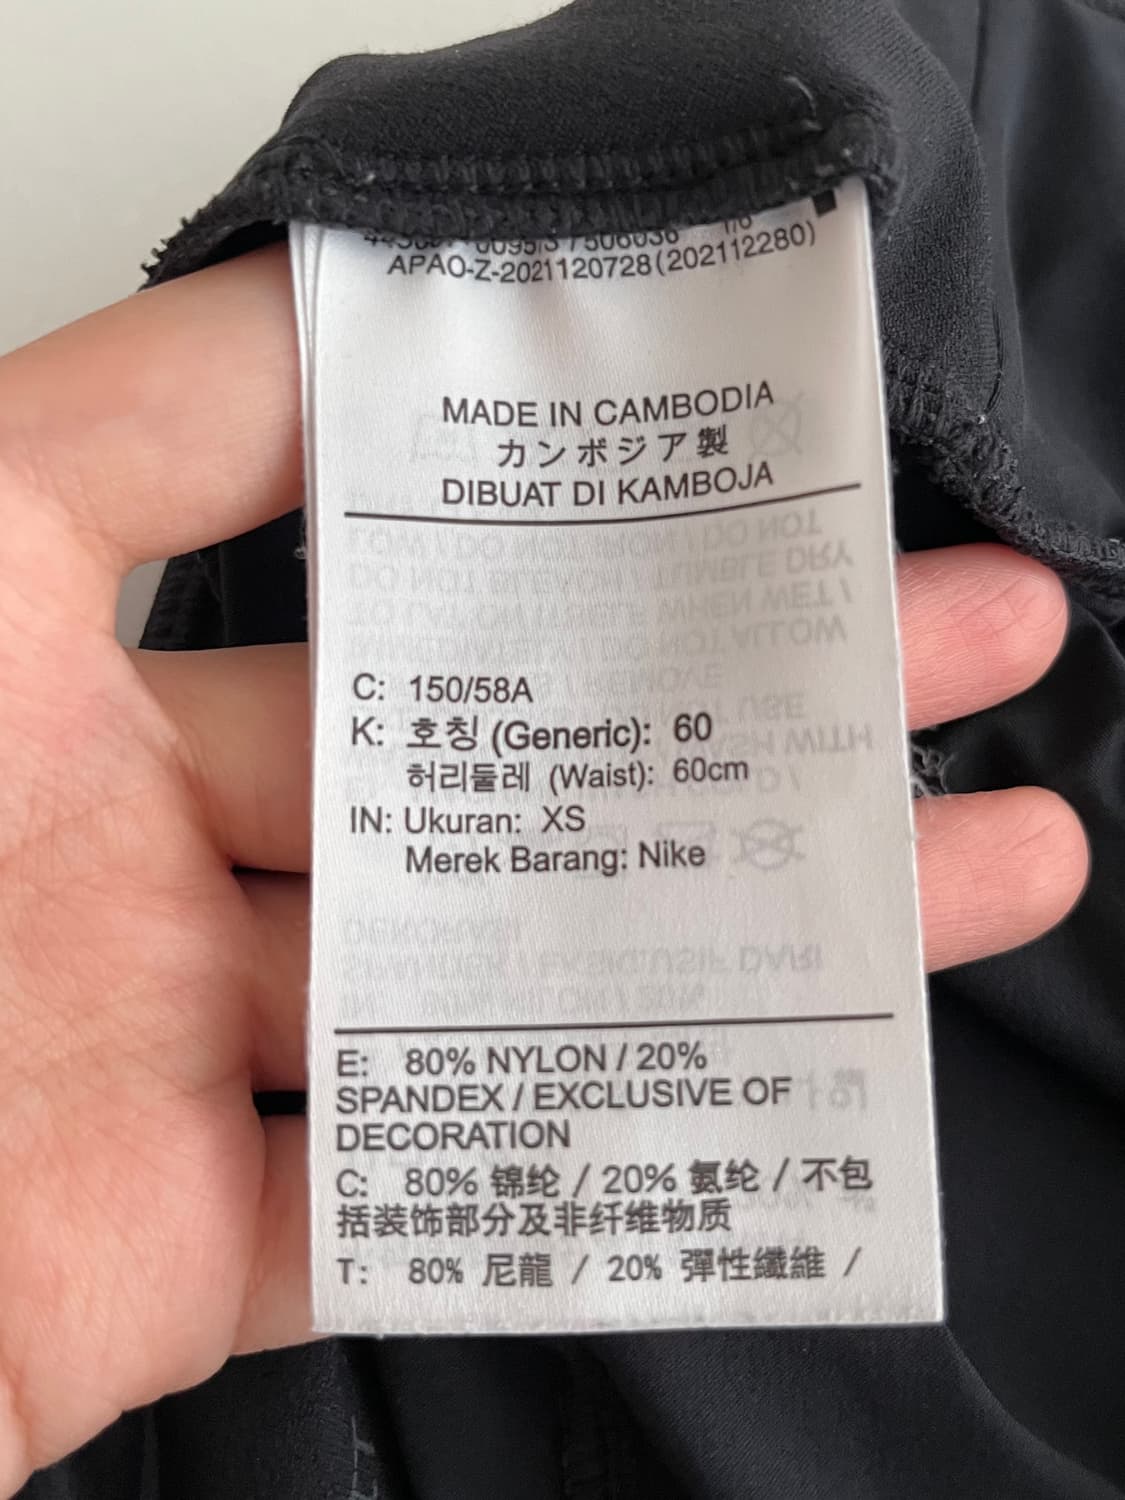 APAO-Z-2021120728(202112280)
MADE IN CAMBODIA
カンボジア製
DIBUAT DI KAMBOJA
C: 150/58A
K: 호칭 (Generic): 60
허리둘레 (Waist): 60cm
IN: Ukuran: XS
Merek Barang: Nike
E: 80% NYLON / 20%
SPANDEX / EXCLUSIVE OF
DECORATION
C: 80% 锦纶 / 20% 氨纶 / 不包
括装饰部分及非纤维物质
T: 80% 尼龍 / 20% 彈性纖維 /